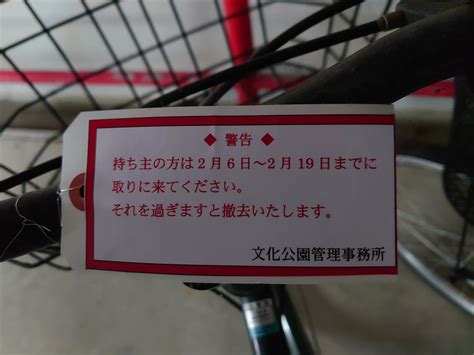 ◆ 警告 ◆
持ち主の方は2月6日～2月19日までに
取りに来てください。
それを過ぎますと撤去いたします。
文化公園管理事務所